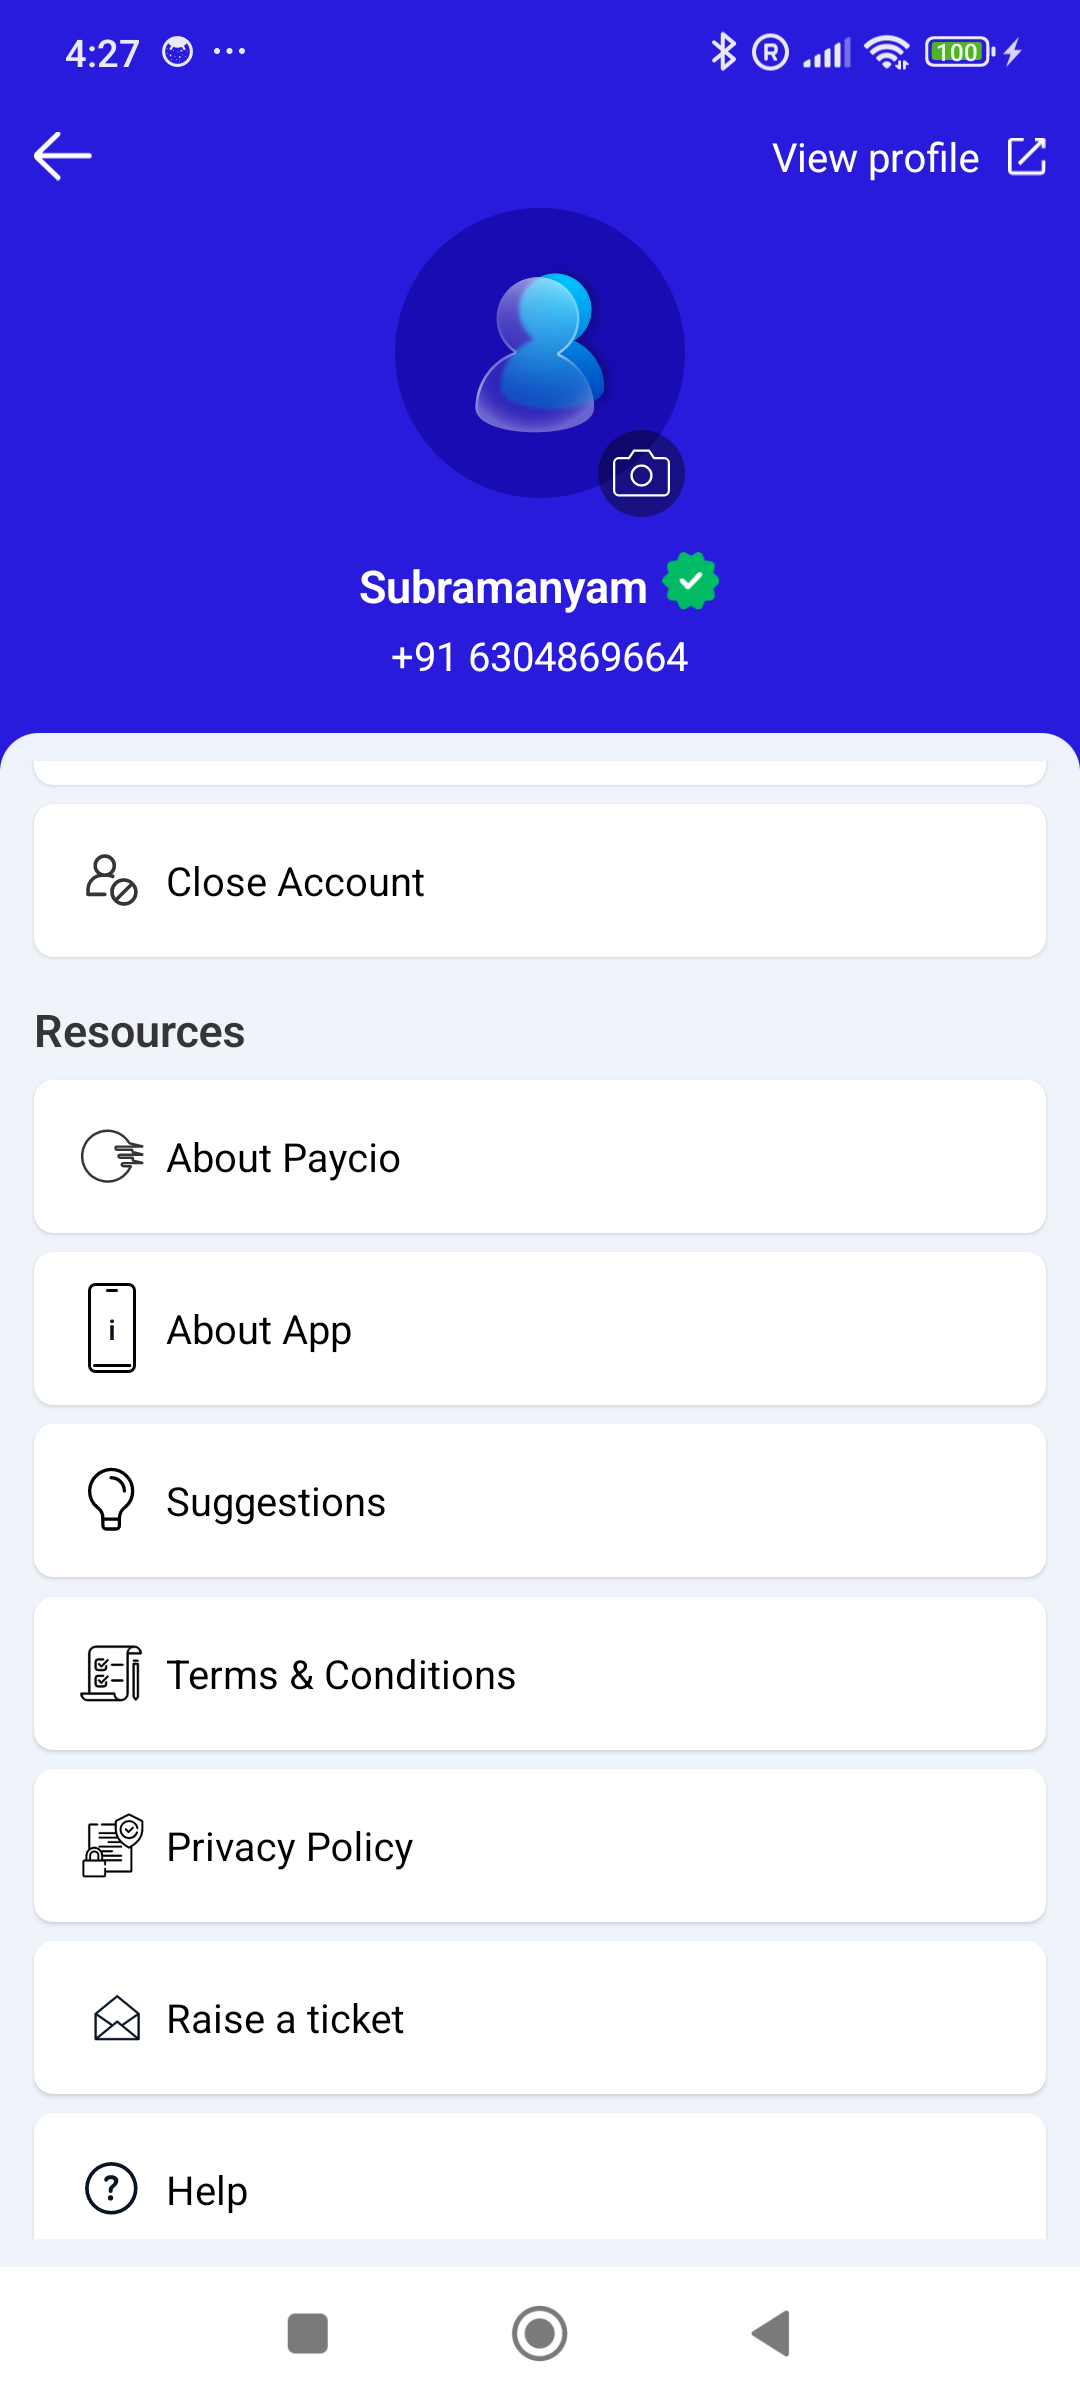 4:27
R
100
View profile
Subramanyam
+91 6304869664
Close Account
Resources
About Paycio
i
About App
Suggestions
Terms & Conditions
Privacy Policy
Raise a ticket
?
Help